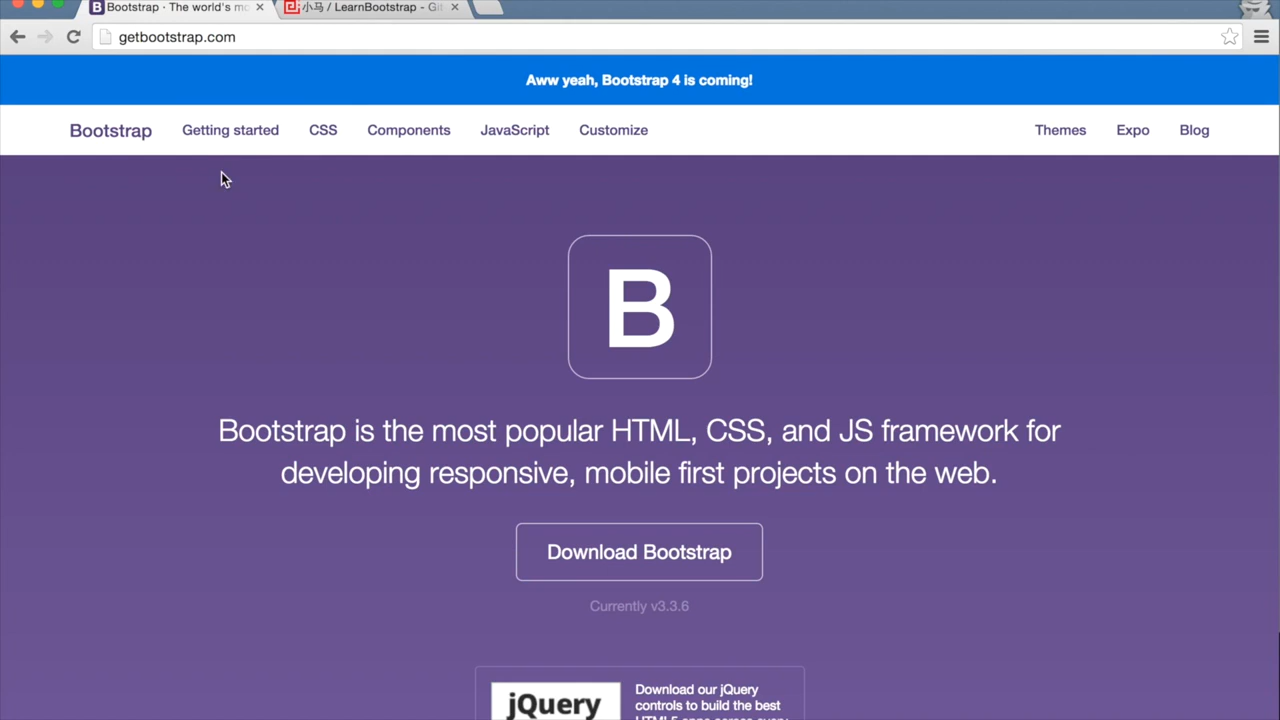 Bootstrap · The world's mo
小马 / LearnBootstrap - Git
getbootstrap.com
Aww yeah, Bootstrap 4 is coming!
Bootstrap Getting started CSS Components JavaScript Customize Themes Expo Blog
B
Bootstrap is the most popular HTML, CSS, and JS framework for
developing responsive, mobile first projects on the web.
Download Bootstrap
Currently v3.3.6
jQuery
Download our jQuery
controls to build the best